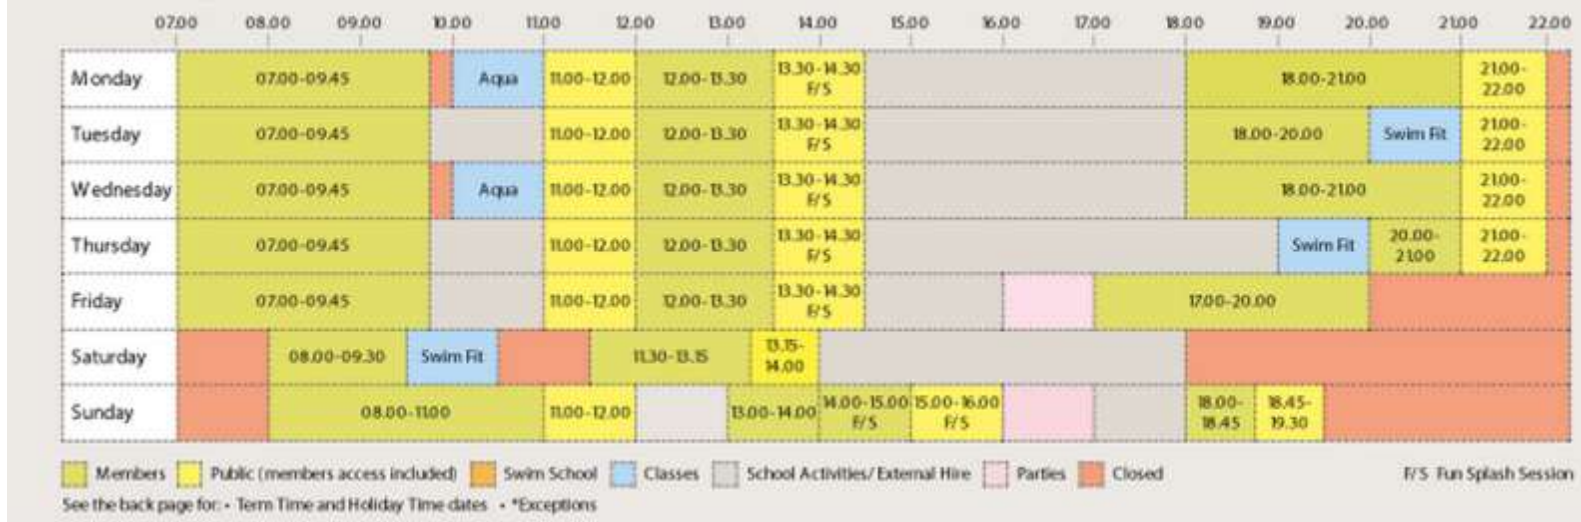 07.00 08.00 09.00 10.00 11.00 12.00 13.00 14.00 15.00 16.00 17.00 18.00 19.00 20.00 21.00 22.00
Monday 07.00-09.45 Aqua 11.00-12.00 12.00-13.30 13.30-14.30 F/S 18.00-21.00 21.00-22.00
Tuesday 07.00-09.45 11.00-12.00 12.00-13.30 13.30-14.30 F/S 18.00-20.00 Swim Fit 21.00-22.00
Wednesday 07.00-09.45 Aqua 11.00-12.00 12.00-13.30 13.30-14.30 F/S 18.00-21.00 21.00-22.00
Thursday 07.00-09.45 11.00-12.00 12.00-13.30 13.30-14.30 F/S Swim Fit 20.00-21.00 21.00-22.00
Friday 07.00-09.45 11.00-12.00 12.00-13.30 13.30-14.30 F/S 17.00-20.00
Saturday 08.00-09.30 Swim Fit 11.30-13.15 13.15-14.00
Sunday 08.00-11.00 11.00-12.00 13.00-14.00 14.00-15.00 F/S 15.00-16.00 F/S 18.00-18.45 18.45-19.30
Members Public (members access included) Swim School Classes School Activities/External Hire Parties Closed F/S Fun Splash Session
See the back page for: • Term Time and Holiday Time dates • *Exceptions